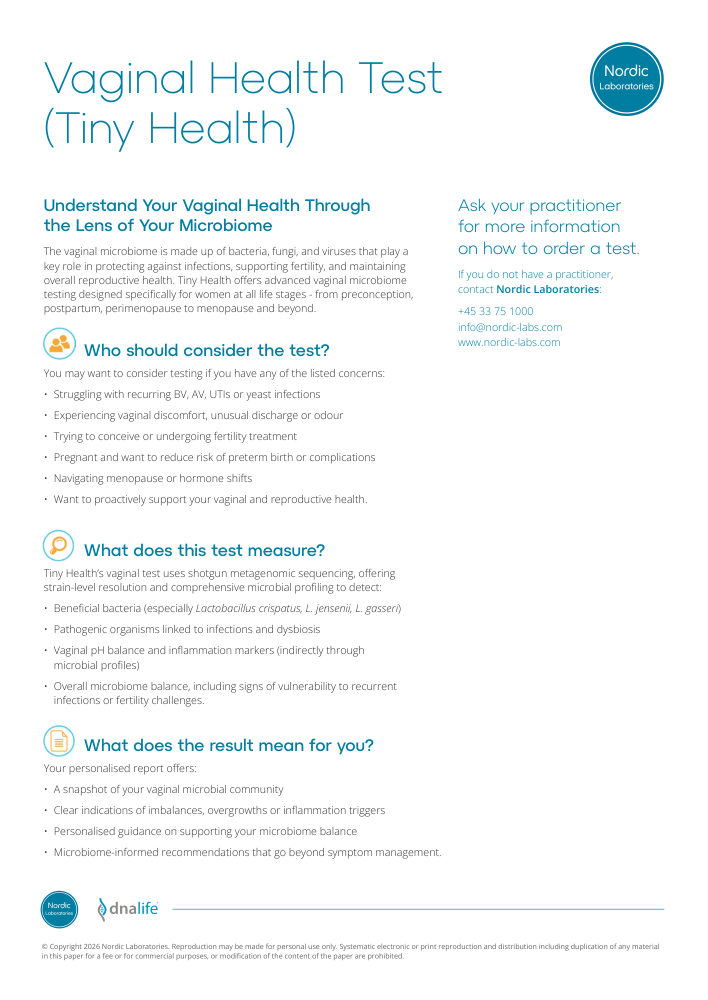 Vaginal Health Test
(Tiny Health)
Nordic
Laboratories
Understand Your Vaginal Health Through
the Lens of Your Microbiome
The vaginal microbiome is made up of bacteria, fungi, and viruses that play a
key role in protecting against infections, supporting fertility, and maintaining
overall reproductive health. Tiny Health offers advanced vaginal microbiome
testing designed specifically for women at all life stages - from preconception,
postpartum, perimenopause to menopause and beyond.
Who should consider the test?
You may want to consider testing if you have any of the listed concerns:
• Struggling with recurring BV, AV, UTIs or yeast infections
• Experiencing vaginal discomfort, unusual discharge or odour
• Trying to conceive or undergoing fertility treatment
• Pregnant and want to reduce risk of preterm birth or complications
• Navigating menopause or hormone shifts
• Want to proactively support your vaginal and reproductive health.
What does this test measure?
Tiny Health's vaginal test uses shotgun metagenomic sequencing, offering
strain-level resolution and comprehensive microbial profiling to detect:
• Beneficial bacteria (especially Lactobacillus crispatus, L. jensenii, L. gasseri)
• Pathogenic organisms linked to infections and dysbiosis
• Vaginal pH balance and inflammation markers (indirectly through
microbial profiles)
• Overall microbiome balance, including signs of vulnerability to recurrent
infections or fertility challenges.
What does the result mean for you?
Your personalised report offers:
• A snapshot of your vaginal microbial community
• Clear indications of imbalances, overgrowths or inflammation triggers
• Personalised guidance on supporting your microbiome balance
• Microbiome-informed recommendations that go beyond symptom management.
Ask your practitioner
for more information
on how to order a test.
If you do not have a practitioner,
contact Nordic Laboratories:
+45 33 75 1000
info@nordic-labs.com
www.nordic-labs.com
Nordic
Laboratories
dnalife
© Copyright 2026 Nordic Laboratories. Reproduction may be made for personal use only. Systematic electronic or print reproduction and distribution including duplication of any material
in this paper for a fee or for commercial purposes, or modification of the content of the paper are prohibited.